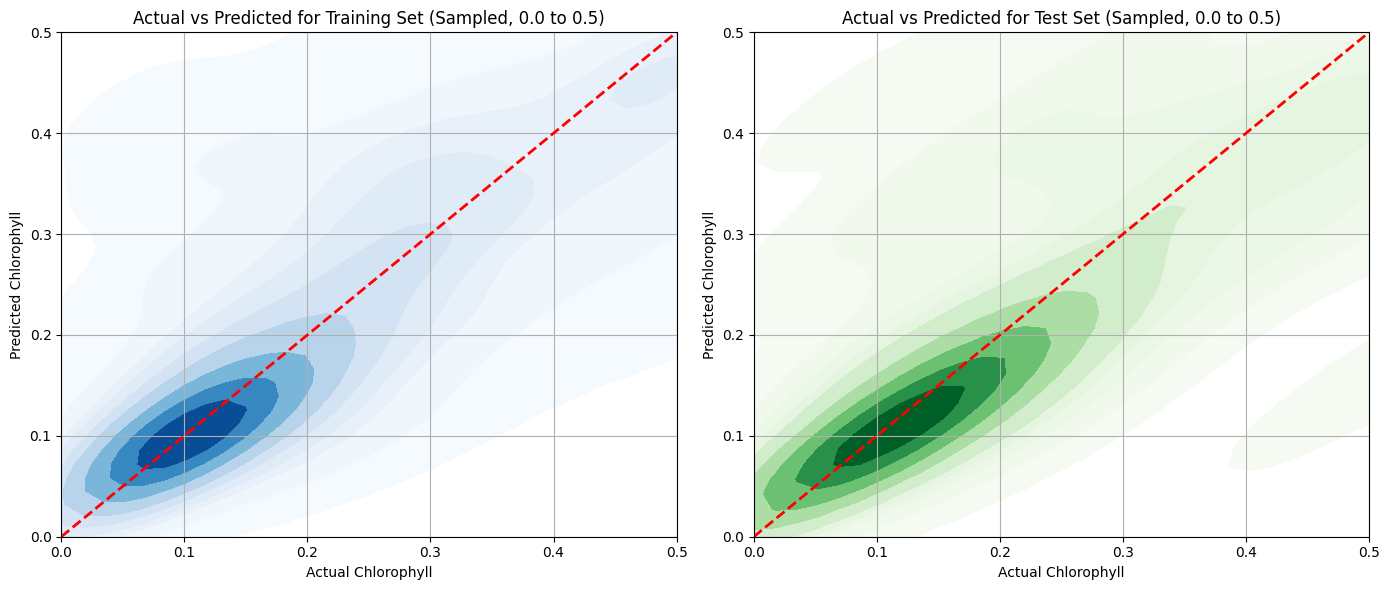 Actual vs Predicted for Training Set (Sampled, 0.0 to 0.5)
0.5
0.4
0.3
0.2
0.1
0.0
Predicted Chlorophyll
0.0 0.1 0.2 0.3 0.4 0.5
Actual Chlorophyll
Actual vs Predicted for Test Set (Sampled, 0.0 to 0.5)
0.5
0.4
0.3
0.2
0.1
0.0
Predicted Chlorophyll
0.0 0.1 0.2 0.3 0.4 0.5
Actual Chlorophyll